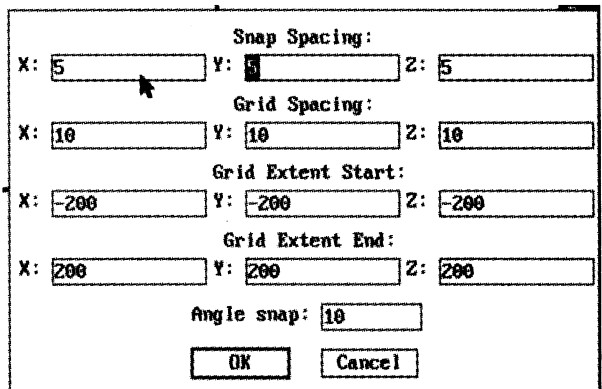 Snap Spacing:
X: 5 Y: 5 Z: 5
Grid Spacing:
X: 10 Y: 10 Z: 10
Grid Extent Start:
X: -200 Y: -200 Z: -200
Grid Extent End:
X: 200 Y: 200 Z: 200
Angle snap: 10
OK Cancel